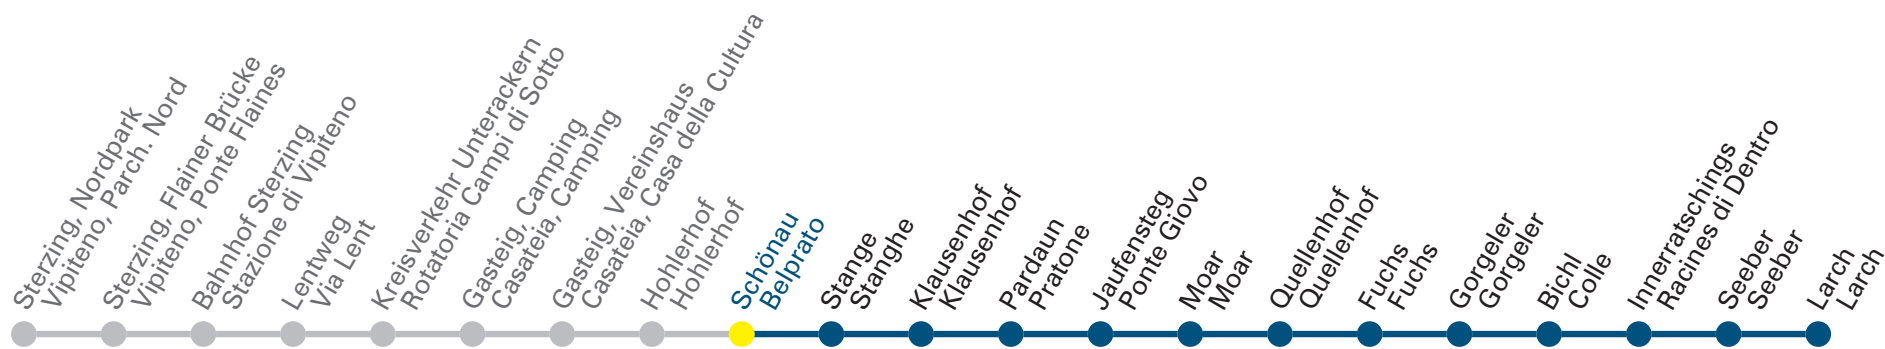 Sterzing, Nordpark
Vipiteno, Parch. Nord
Sterzing, Flainer Brücke
Vipiteno, Ponte Flaines
Bahnhof Sterzing
Stazione di Vipiteno
Lentweg
Via Lent
Kreisverkehr Unterackern
Rotatoria Campi di Sotto
Gasteig, Camping
Casateia, Camping
Gasteig, Vereinshaus
Casateia, Casa della Cultura
Hohlerhof
Hohlerhof
Schönau
Belprato
Stange
Stanghe
Klausenhof
Klausenhof
Pardaun
Pratone
Jaufensteg
Ponte Giovo
Moar
Moar
Quellenhof
Quellenhof
Fuchs
Fuchs
Gorgeler
Gorgeler
Bichl
Colle
Innerratschings
Racines di Dentro
Seeber
Seeber
Larch
Larch